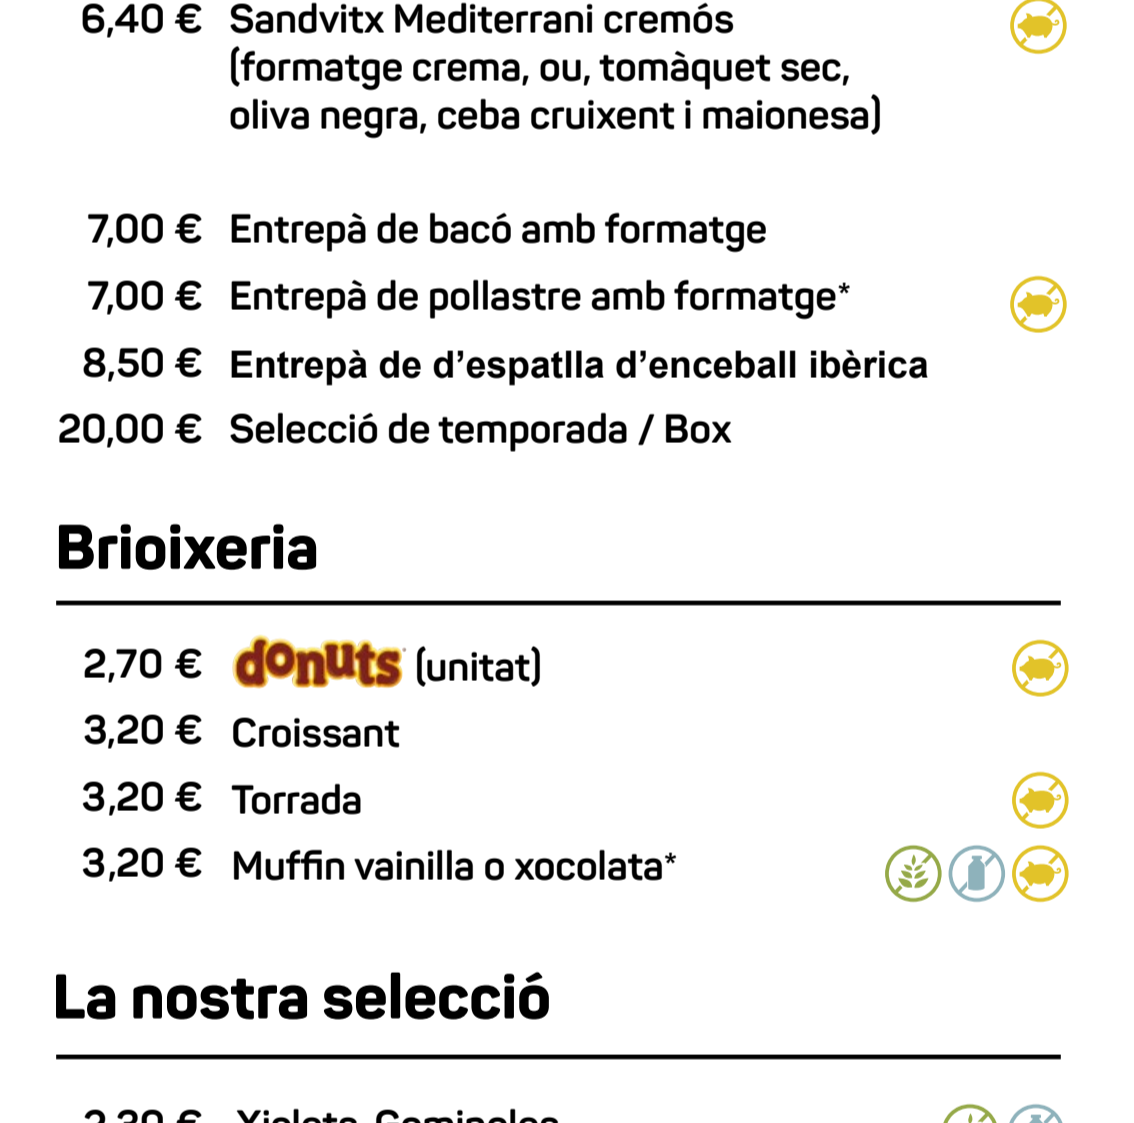 6,40 € Sandvitx Mediterrani cremós
(formatge crema, ou, tomàquet sec,
oliva negra, ceba cruixent i maionesa)
7,00 € Entrepà de bacó amb formatge
7,00 € Entrepà de pollastre amb formatge*
8,50 € Entrepà de d’espatlla d’enceball ibèrica
20,00 € Selecció de temporada / Box
Brioixeria
2,70 € donuts (unitat)
3,20 € Croissant
3,20 € Torrada
3,20 € Muffin vainilla o xocolata*
La nostra selecció